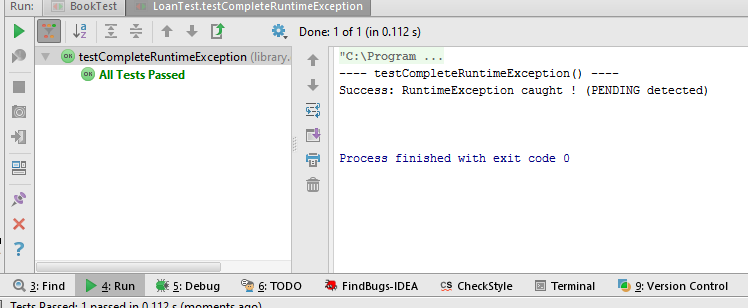 Run: BookTest LoanTest.testCompleteRuntimeException
Done: 1 of 1 (in 0.112 s)
testCompleteRuntimeException (library.
OK All Tests Passed
"C:\Program ...
---- testCompleteRuntimeException() ----
Success: RuntimeException caught ! (PENDING detected)
Process finished with exit code 0
3: Find 4: Run 5: Debug 6: TODO FindBugs-IDEA CS CheckStyle Terminal 9: Version Control
Tests Passed: 1 passed in 0.112 s (moments ago)